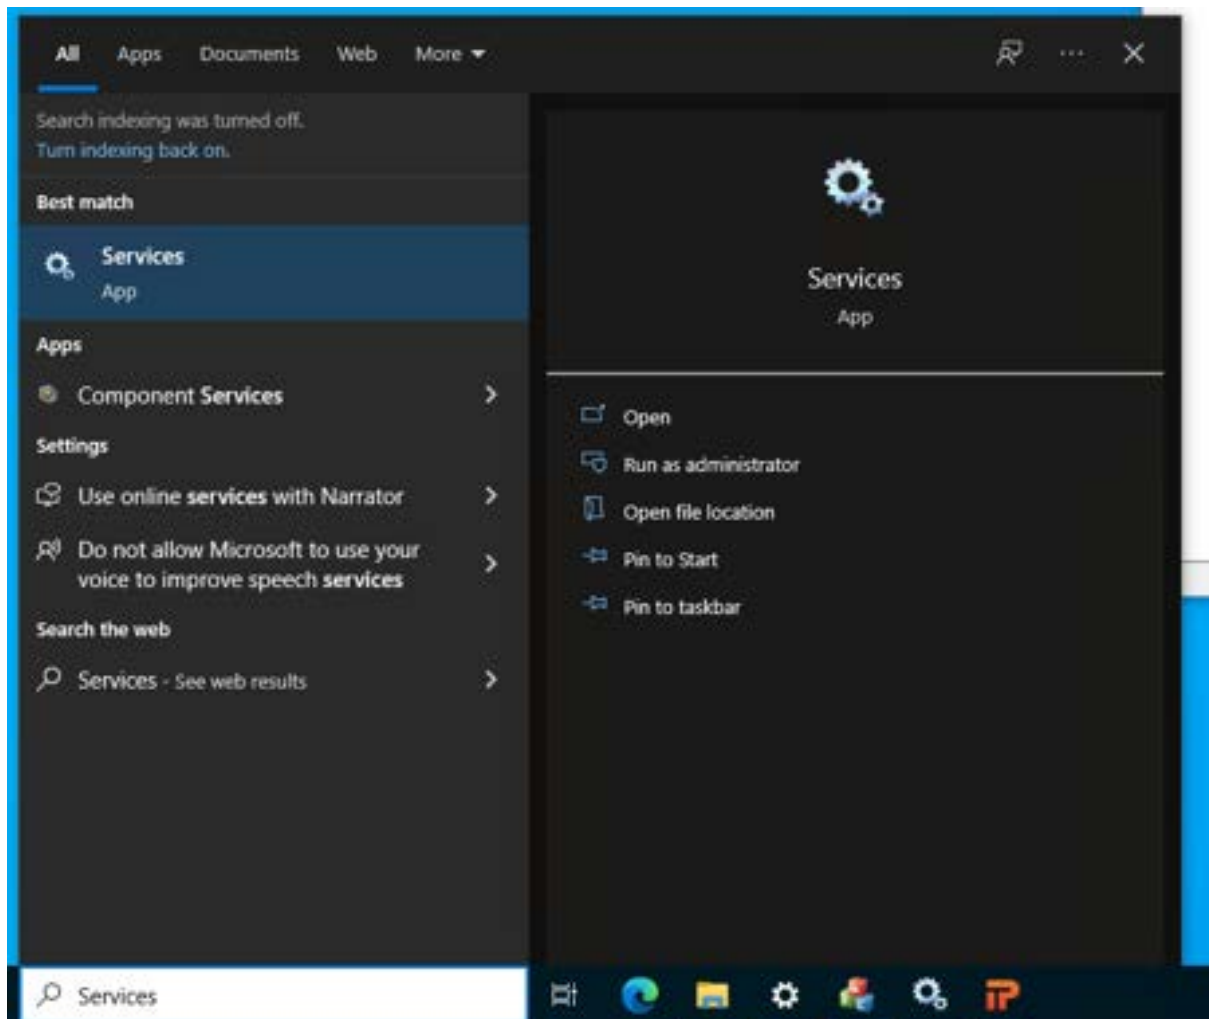 All Apps Documents Web More
Search indexing was turned off.
Turn indexing back on.
Best match
Services
App
Apps
Component Services
Settings
Use online services with Narrator
Do not allow Microsoft to use your
voice to improve speech services
Search the web
Services - See web results
Services
App
Open
Run as administrator
Open file location
Pin to Start
Pin to taskbar
Services